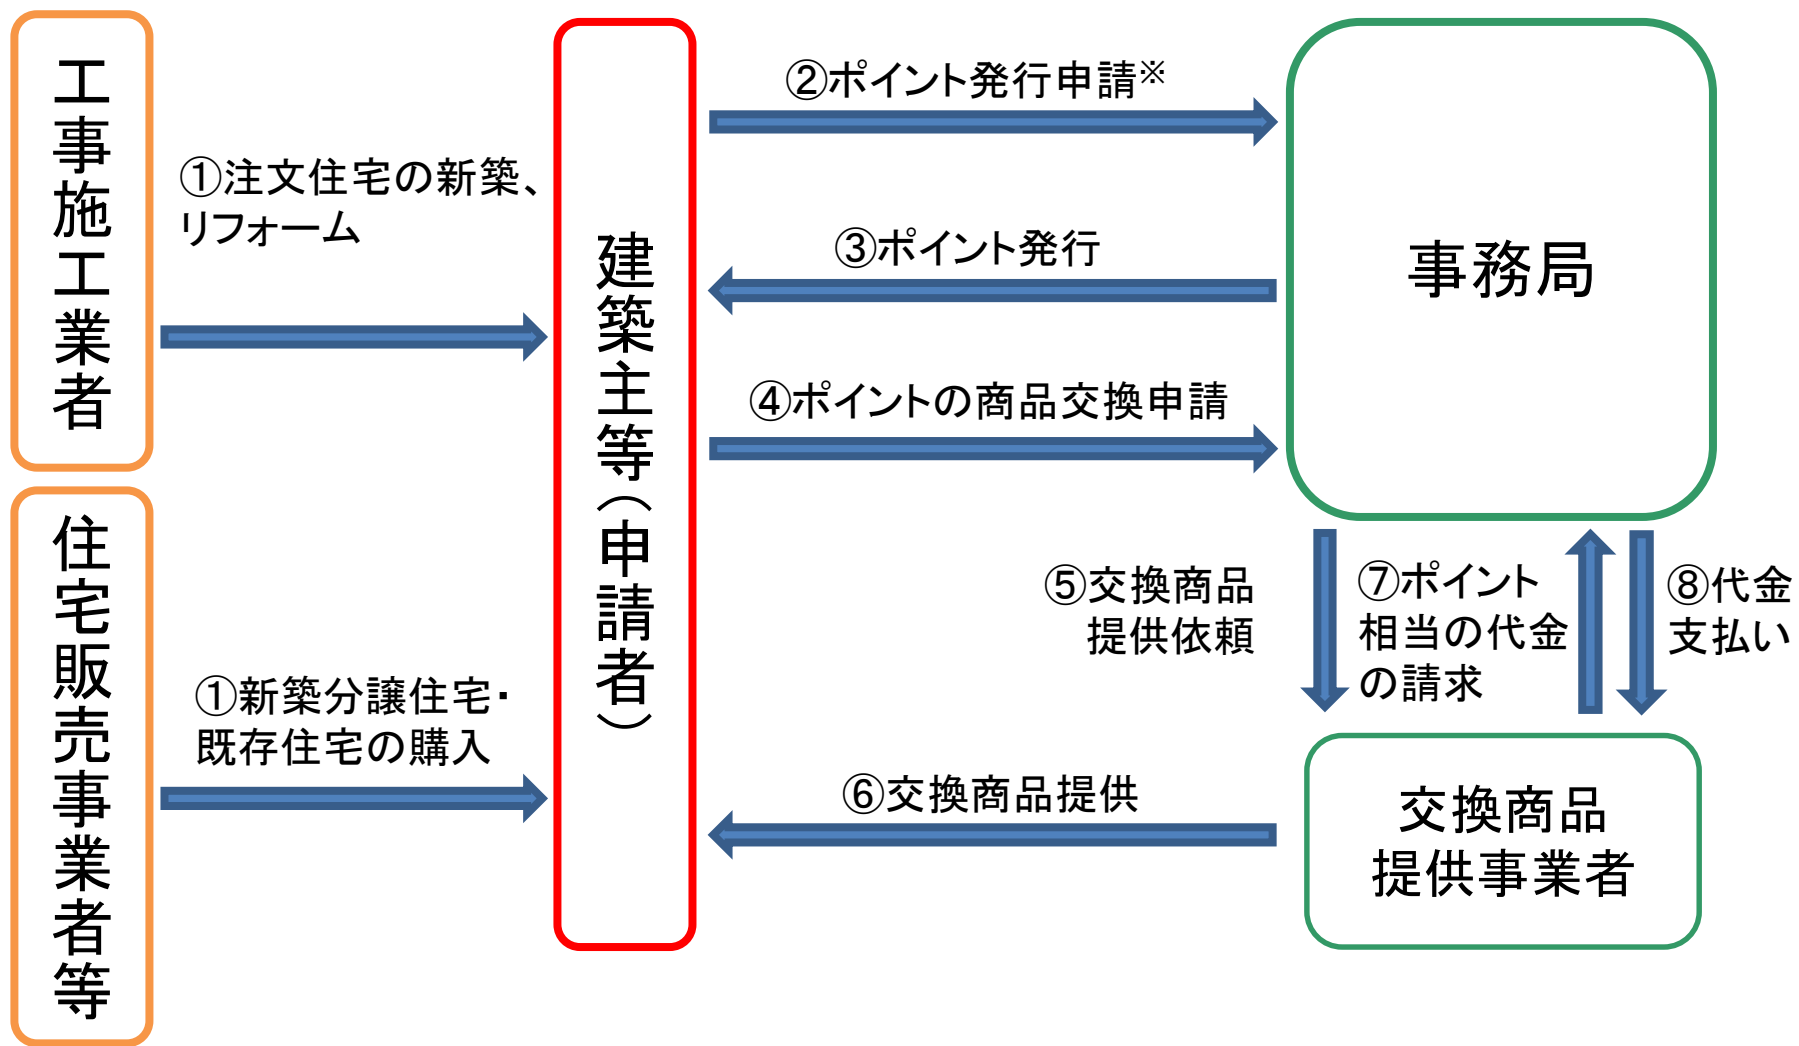 工事施工業者
①注文住宅の新築、
リフォーム
住宅販売事業者等
①新築分譲住宅・
既存住宅の購入
建築主等(申請者)
②ポイント発行申請※
③ポイント発行
④ポイントの商品交換申請
事務局
⑤交換商品
提供依頼
⑦ポイント
相当の代金
の請求
⑧代金
支払い
⑥交換商品提供
交換商品
提供事業者